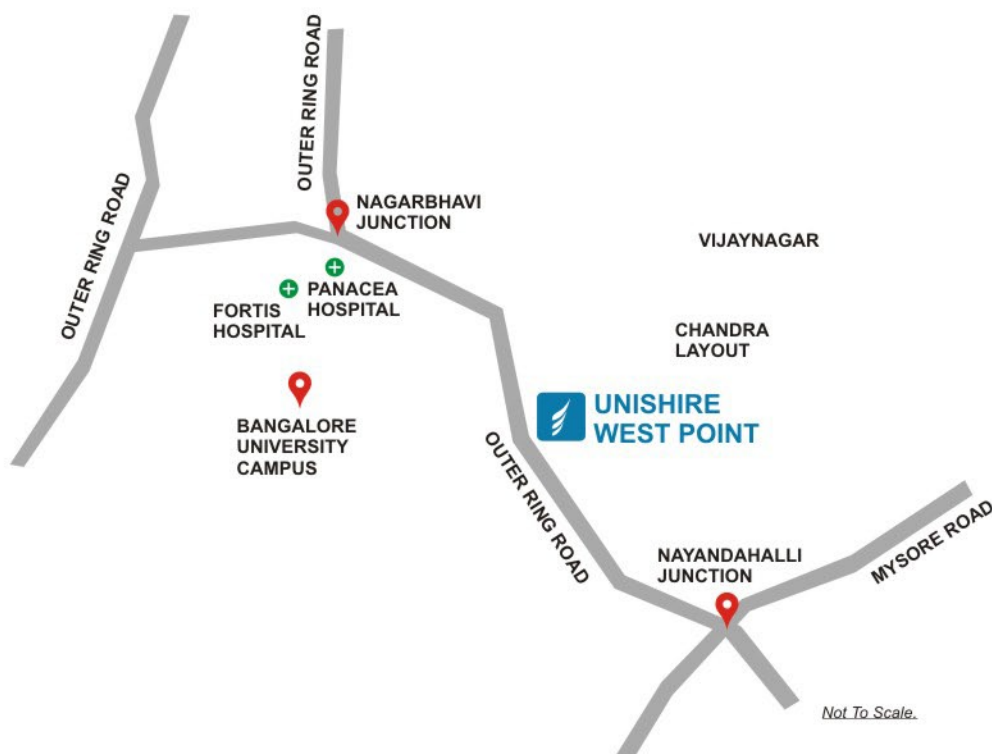 OUTER RING ROAD
OUTER RING ROAD
NAGARBHAVI
JUNCTION
VIJAYNAGAR
PANACEA
HOSPITAL
FORTIS
HOSPITAL
CHANDRA
LAYOUT
UNISHIRE
WEST POINT
BANGALORE
UNIVERSITY
CAMPUS
OUTER RING ROAD
NAYANDAHALLI
JUNCTION
MYSORE ROAD
Not To Scale.